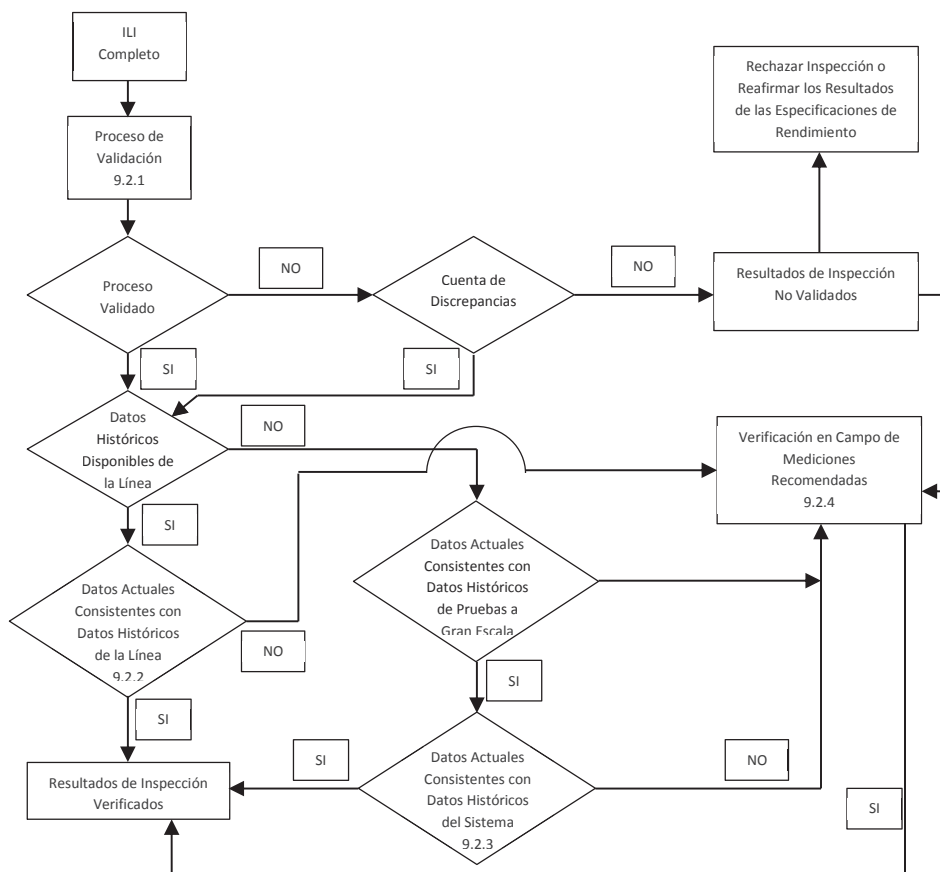 ILI
Completo
Rechazar Inspección o
Reafirmar los Resultados
de las Especificaciones de
Rendimiento
Proceso de
Validación
9.2.1
NO
NO
Proceso
Validado
Cuenta de
Discrepancias
Resultados de Inspección
No Validados
SI
SI
Datos
Históricos
Disponibles de
la Línea
NO
Verificación en Campo de
Mediciones
Recomendadas
9.2.4
SI
Datos Actuales
Consistentes con
Datos Históricos
de la Línea
9.2.2
NO
Datos Actuales
Consistentes con
Datos Históricos
de Pruebas a
Gran Escala
SI
SI
SI
NO
Datos Actuales
Consistentes con
Datos Históricos
del Sistema
9.2.3
Resultados de Inspección
Verificados
SI